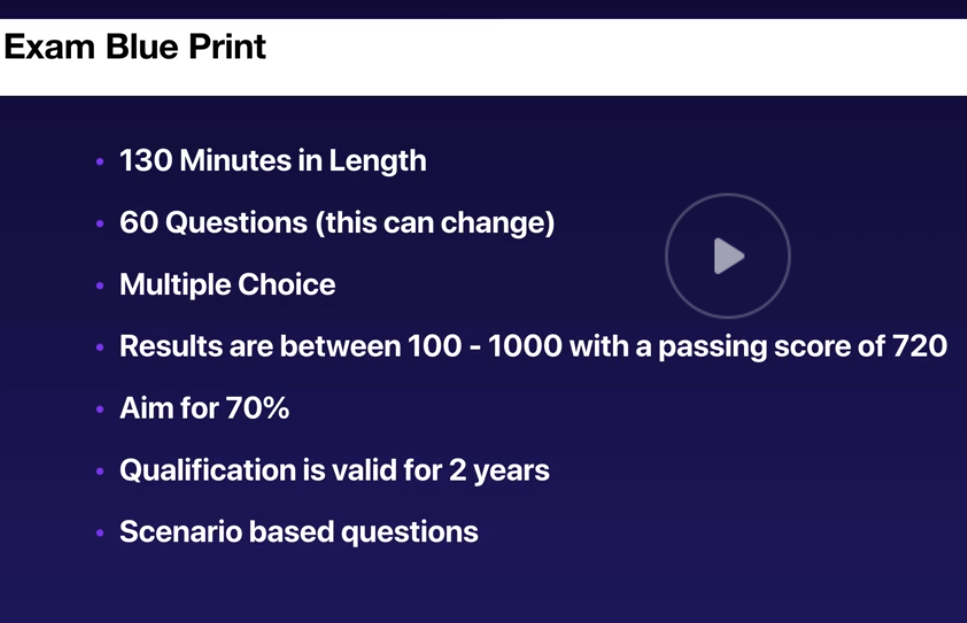 Exam Blue Print
130 Minutes in Length
60 Questions (this can change)
Multiple Choice
Results are between 100 - 1000 with a passing score of 720
Aim for 70%
Qualification is valid for 2 years
Scenario based questions